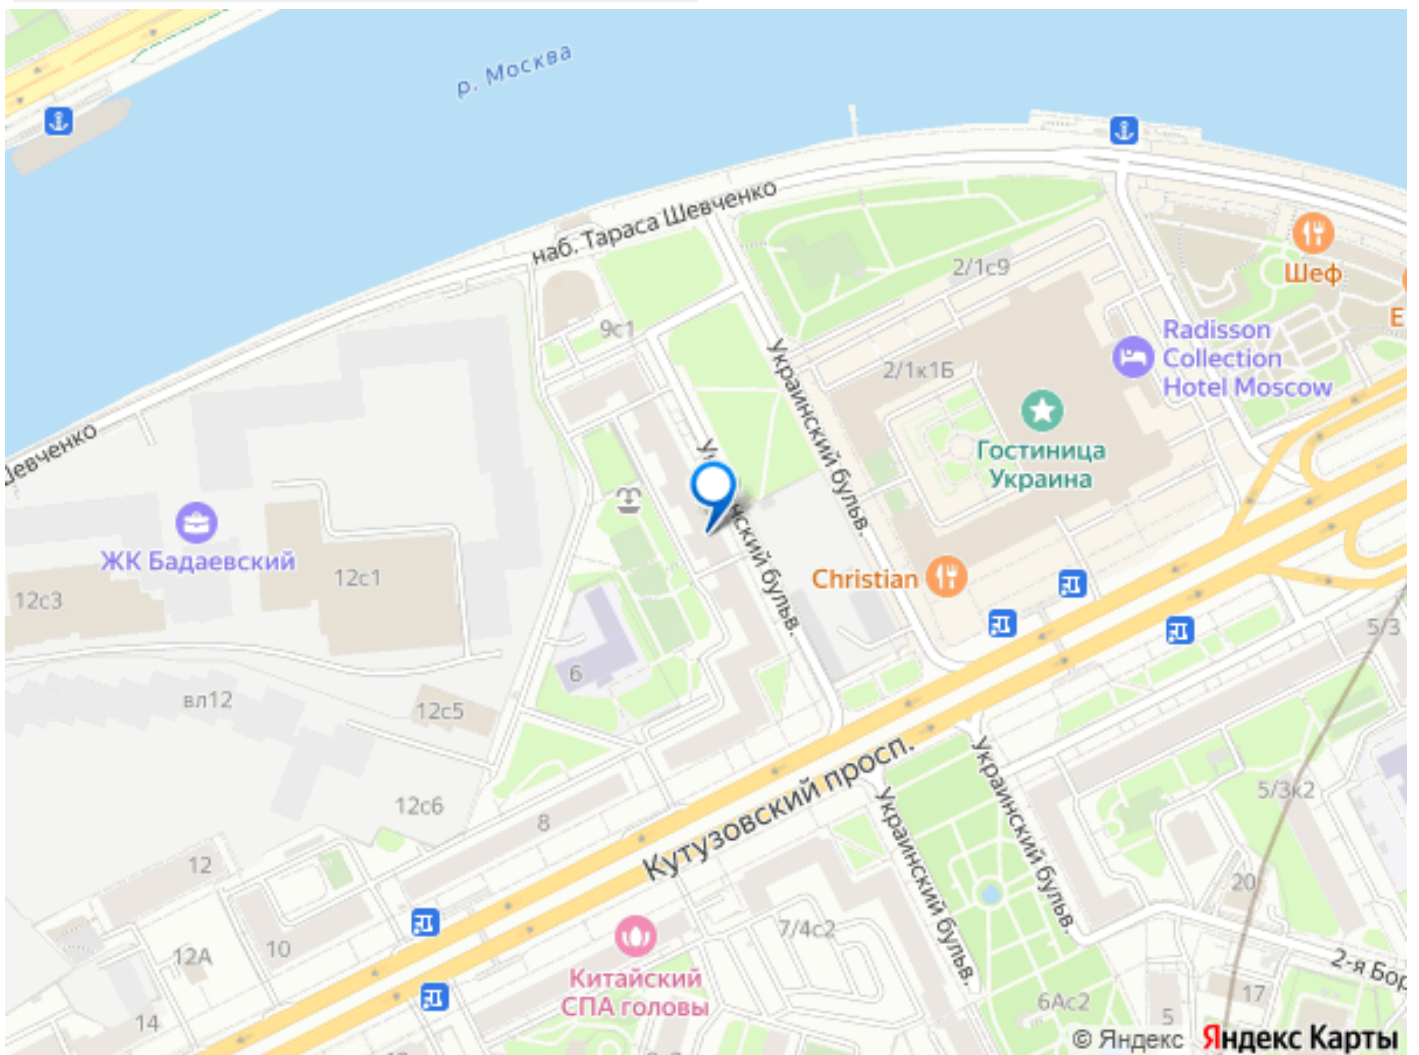 р. Москва
наб. Тараса Шевченко
2/1с9
Шеф
Е
9с1
Radisson
Collection
Hotel Moscow
2/1к1Б
Украинский бульв.
Гостиница
Украина
Шевченко
ЖК Бадаевский
12с1
12с3
Christian
5/3
6
вл12
12с5
Кутузовский просп.
Украинский бульв.
Украинский бульв.
5/3к2
12с6
8
12
20
10
12А
7/4с2
2-я Бор
Китайский
СПА головы
6Ас2
5
17
14
© Яндекс Яндекс Карты